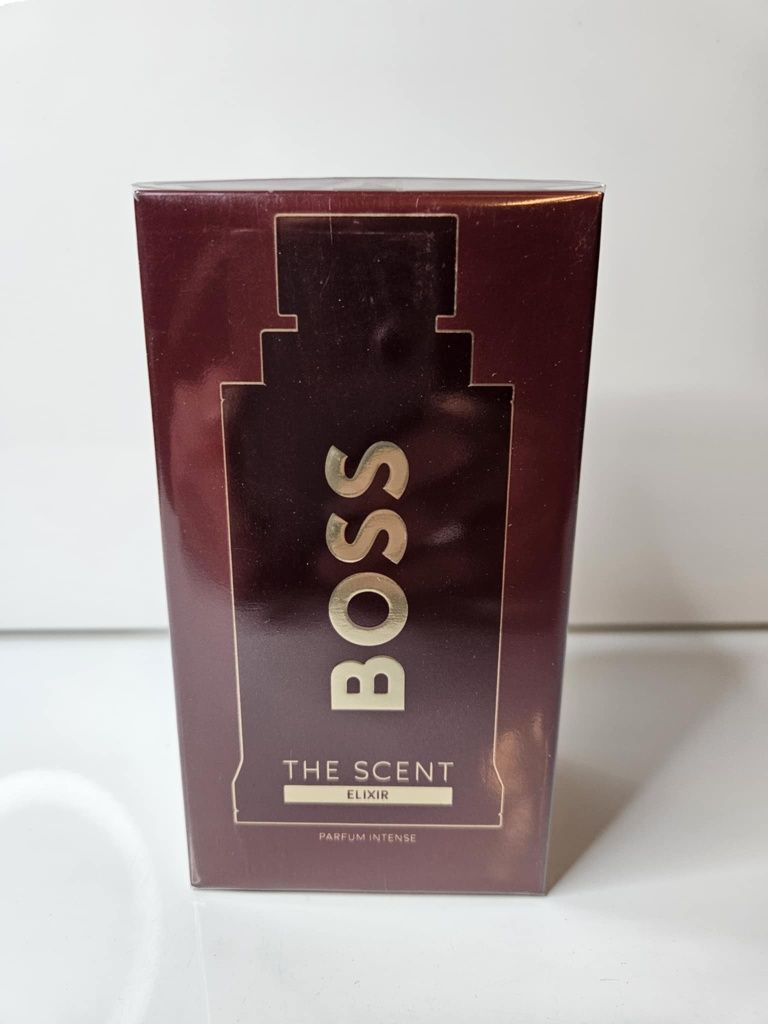 BOSS
THE SCENT
ELIXIR
PARFUM INTENSE